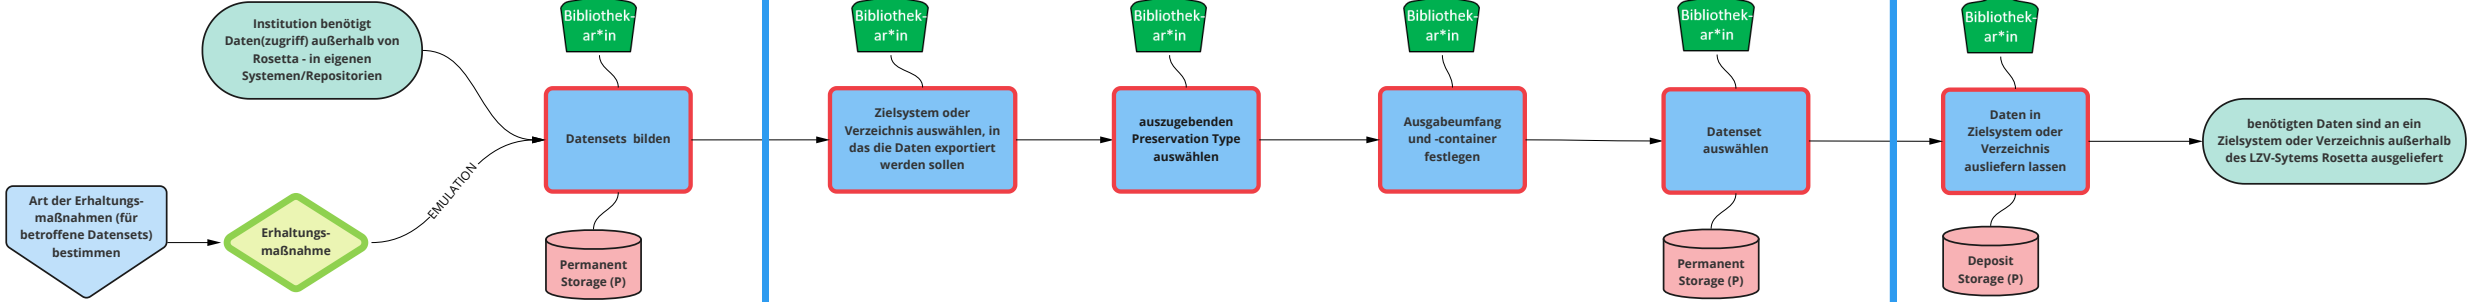 Institution benötigt
Daten(zugriff) außerhalb von
Rosetta - in eigenen
Systemen/Repositorien
Art der Erhaltungs-
maßnahmen (für
betroffene Datensets)
bestimmen
Erhaltungs-
maßnahme
EMULATION
Bibliothek-
ar*in
Datensets bilden
Permanent
Storage (P)
Bibliothek-
ar*in
Zielsystem oder
Verzeichnis auswählen, in
das die Daten exportiert
werden sollen
Bibliothek-
ar*in
auszugebenden
Preservation Type
auswählen
Bibliothek-
ar*in
Ausgabeumfang
und -container
festlegen
Bibliothek-
ar*in
Datenset
auswählen
Permanent
Storage (P)
Bibliothek-
ar*in
Daten in
Zielsystem oder
Verzeichnis
ausliefern lassen
Deposit
Storage (P)
benötigten Daten sind an ein
Zielsystem oder Verzeichnis außerhalb
des LZV-Sytems Rosetta ausgeliefert